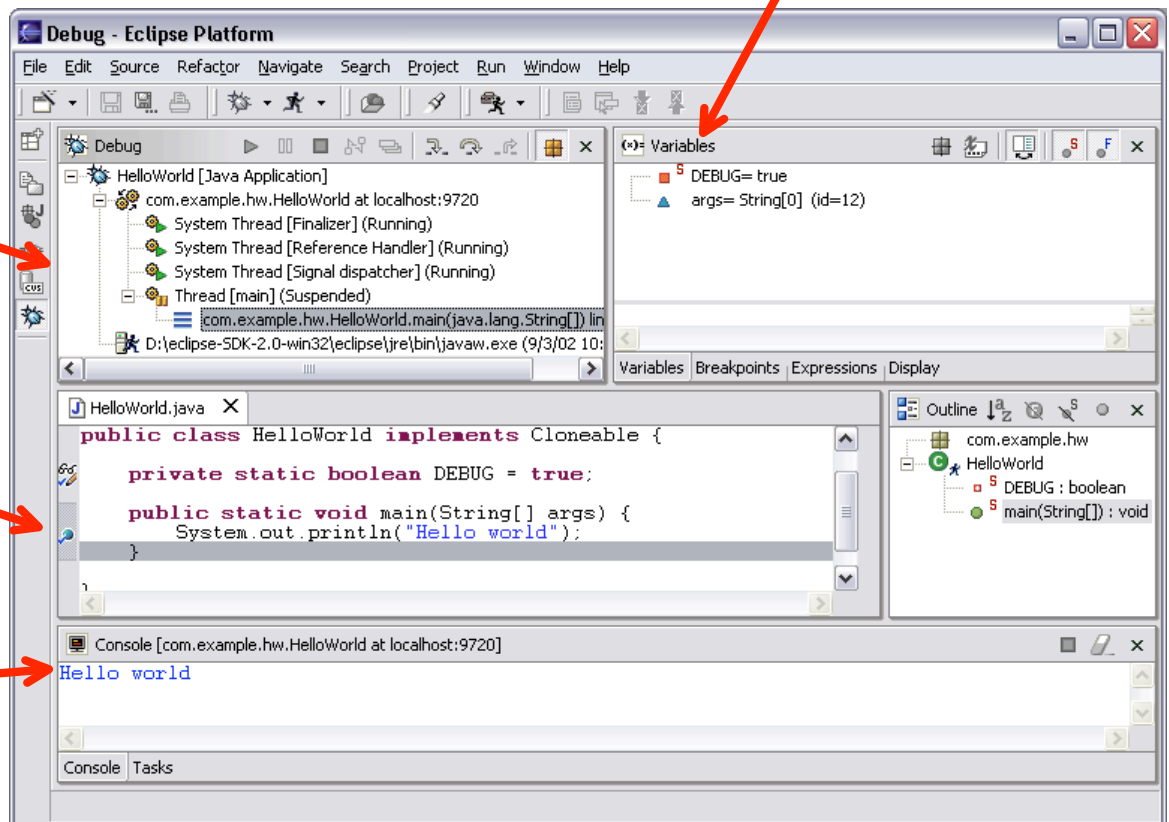 Debug - Eclipse Platform
File Edit Source Refactor Navigate Search Project Run Window Help
Debug
HelloWorld [Java Application]
com.example.hw.HelloWorld at localhost:9720
System Thread [Finalizer] (Running)
System Thread [Reference Handler] (Running)
System Thread [Signal dispatcher] (Running)
Thread [main] (Suspended)
com.example.hw.HelloWorld.main(java.lang.String[]) lin
D:\eclipse-SDK-2.0-win32\eclipse\jre\bin\javaw.exe (9/3/02 10:
(x)= Variables
S F
S DEBUG= true
args= String[0] (id=12)
Variables Breakpoints Expressions Display
CVS
J HelloWorld.java
public class HelloWorld implements Cloneable {
private static boolean DEBUG = true;
public static void main(String[] args) {
System.out.println("Hello world");
}
Outline a z S
com.example.hw
C HelloWorld
S DEBUG : boolean
S main(String[]) : void
Console [com.example.hw.HelloWorld at localhost:9720]
Hello world
Console Tasks